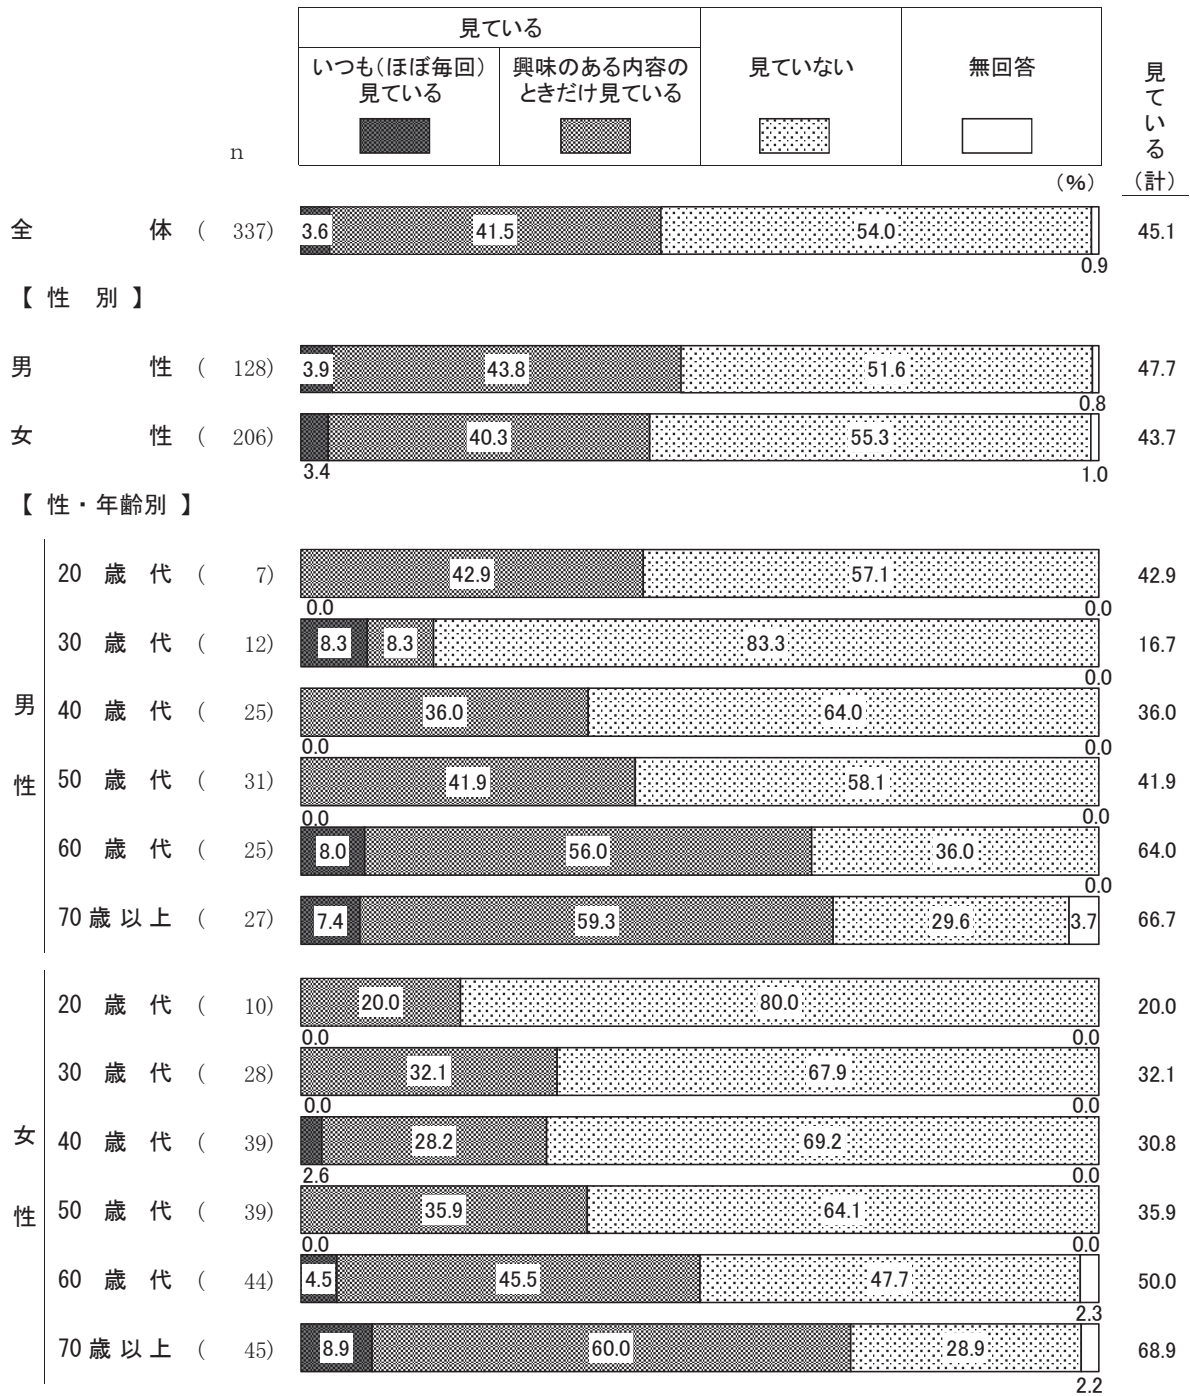 見ている
いつも(ほぼ毎回)見ている
興味のある内容のときだけ見ている
見ていない
無回答
見ている(計)
n
(%)
全体 ( 337) 3.6 41.5 54.0 0.9 45.1
【 性 別 】
男性 ( 128) 3.9 43.8 51.6 0.8 47.7
女性 ( 206) 3.4 40.3 55.3 1.0 43.7
【 性・年齢別 】
男性
20 歳 代 ( 7) 0.0 42.9 57.1 0.0 42.9
30 歳 代 ( 12) 8.3 8.3 83.3 0.0 16.7
40 歳 代 ( 25) 0.0 36.0 64.0 0.0 36.0
50 歳 代 ( 31) 0.0 41.9 58.1 0.0 41.9
60 歳 代 ( 25) 8.0 56.0 36.0 0.0 64.0
70 歳 以 上 ( 27) 7.4 59.3 29.6 3.7 66.7
女性
20 歳 代 ( 10) 0.0 20.0 80.0 0.0 20.0
30 歳 代 ( 28) 0.0 32.1 67.9 0.0 32.1
40 歳 代 ( 39) 2.6 28.2 69.2 0.0 30.8
50 歳 代 ( 39) 0.0 35.9 64.1 0.0 35.9
60 歳 代 ( 44) 4.5 45.5 47.7 2.3 50.0
70 歳 以 上 ( 45) 8.9 60.0 28.9 2.2 68.9